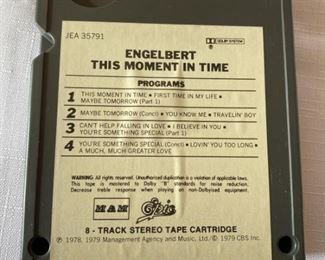 JEA 35791
DOLBY SYSTEM
ENGELBERT
THIS MOMENT IN TIME
PROGRAMS
1 THIS MOMENT IN TIME • FIRST TIME IN MY LIFE •
MAYBE TOMORROW (Part 1)
2 MAYBE TOMORROW (Concl) • YOU KNOW ME • TRAVELIN' BOY
3 CAN'T HELP FALLING IN LOVE • I BELIEVE IN YOU •
YOU'RE SOMETHING SPECIAL (Part 1)
4 YOU'RE SOMETHING SPECIAL (Concl) • LOVIN' YOU TOO LONG •
A MUCH, MUCH GREATER LOVE
WARNING: All rights reserved. Unauthorized duplication is a violation of applicable laws.
This tape is mastered to Dolby "B" standards for noise reduction.
Decrease treble response when playing on non-Dolbyised equipment.
MAM Epic
8 - TRACK STEREO TAPE CARTRIDGE
℗ 1978, 1979 Management Agency and Music, Ltd./© 1979 CBS Inc.